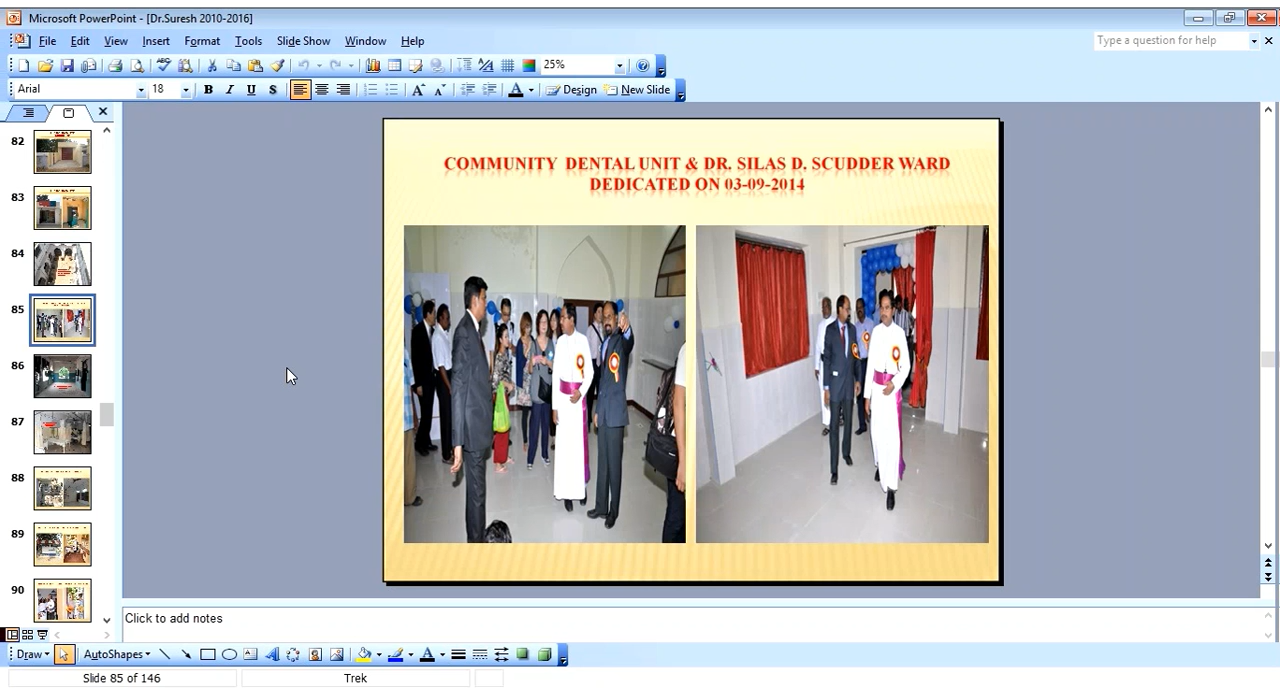 Microsoft PowerPoint - [Dr.Suresh 2010-2016]
File Edit View Insert Format Tools Slide Show Window Help
Type a question for help
25%
Arial 18 B I U S A A A Design New Slide
82
83
84
85
86
87
88
89
90
COMMUNITY DENTAL UNIT & DR. SILAS D. SCUDDER WARD
DEDICATED ON 03-09-2014
Click to add notes
Draw AutoShapes A
Slide 85 of 146 Trek